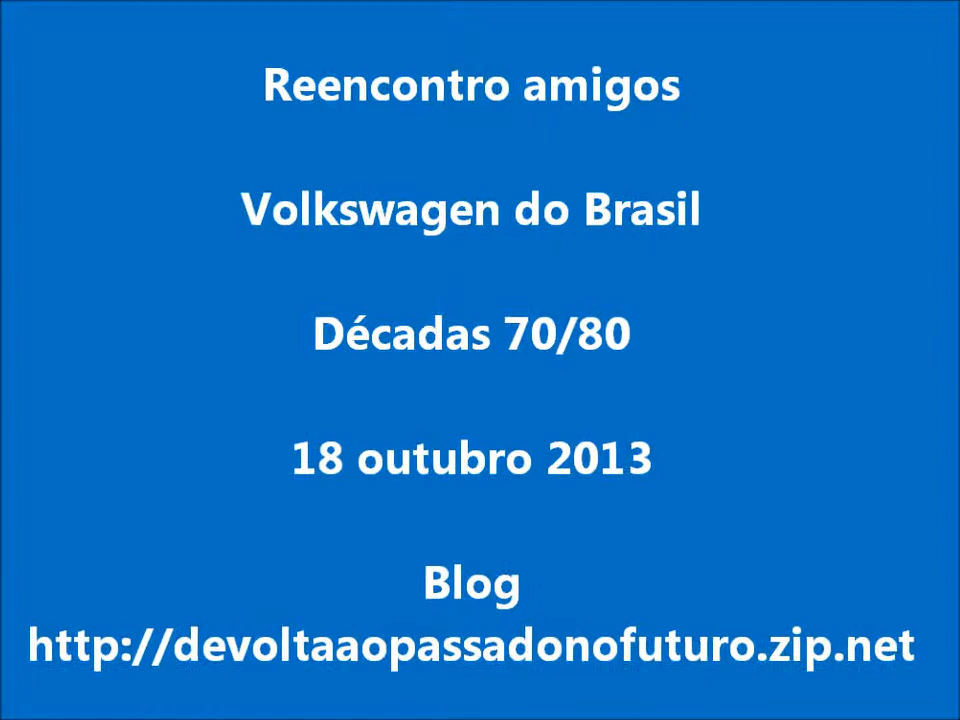 Reencontro amigos
Volkswagen do Brasil
Décadas 70/80
18 outubro 2013
Blog
http://devoltaaopassadonofuturo.zip.net